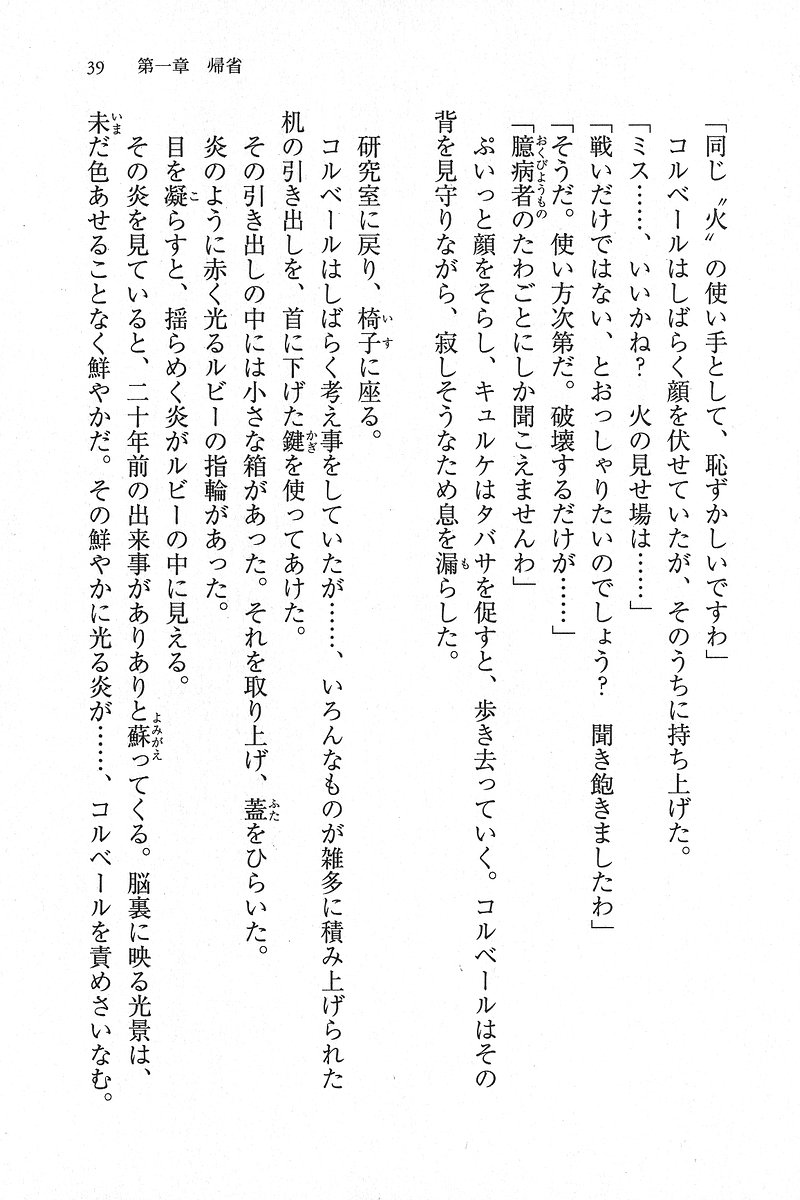 39　第一章　帰省
「同じ〝火〟の使い手として、恥ずかしいですわ」
　コルベールはしばらく顔を伏せていたが、そのうちに持ち上げた。
「ミス……、いいかね？　火の見せ場は……」
「戦いだけではない、とおっしゃりたいのでしょう？　聞き飽きましたわ」
「そうだ。使い方次第だ。破壊するだけが……」
「臆病者のたわごとにしか聞こえませんわ」
　ぷいっと顔をそらし、キュルケはタバサを促すと、歩き去っていく。コルベールはその
背を見守りながら、寂しそうなため息を漏らした。
　研究室に戻り、椅子に座る。
　コルベールはしばらく考え事をしていたが……、いろんなものが雑多に積み上げられた
机の引き出しを、首に下げた鍵を使ってあけた。
　その引き出しの中には小さな箱があった。それを取り上げ、蓋をひらいた。
　炎のように赤く光るルビーの指輪があった。
　目を凝らすと、揺らめく炎がルビーの中に見える。
　その炎を見ていると、二十年前の出来事がありありと蘇ってくる。脳裏に映る光景は、
未だ色あせることなく鮮やかだ。その鮮やかに光る炎が……、コルベールを責めさいなむ。